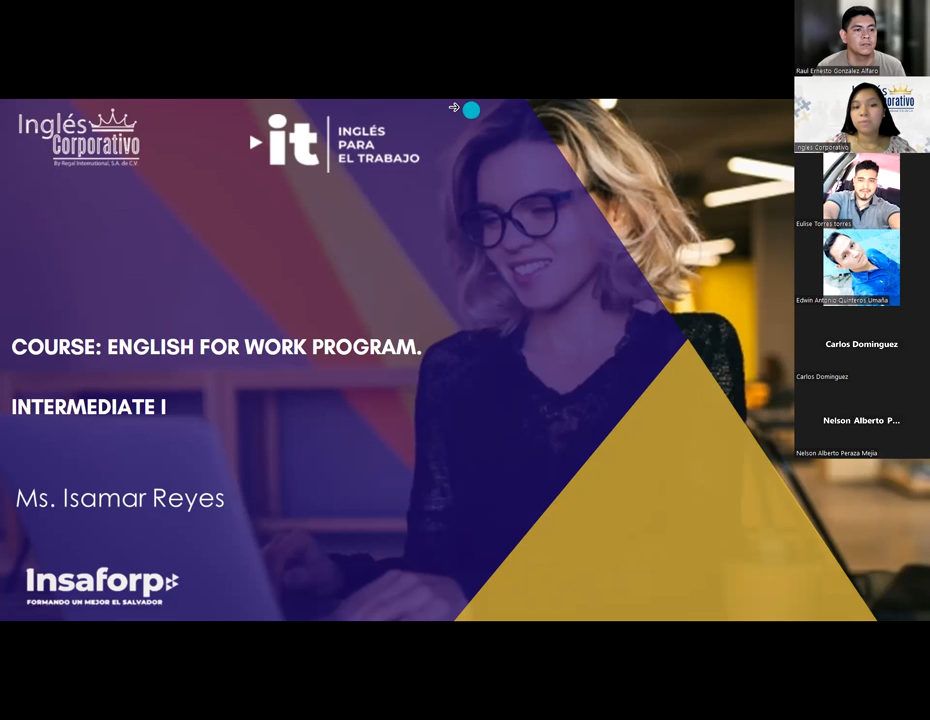 Inglés
Corporativo
By Regal International, S.A. de C.V.
it
INGLÉS
PARA
EL TRABAJO
COURSE: ENGLISH FOR WORK PROGRAM.
INTERMEDIATE I
Ms. Isamar Reyes
Insaforp
FORMANDO UN MEJOR EL SALVADOR
Raul Ernesto Gonzalez Alfaro
Ingles Corporativo
Eulise Torres torres
Edwin Antonio Quinteros Umaña
Carlos Dominguez
Carlos Dominguez
Nelson Alberto P...
Nelson Alberto Peraza Mejia